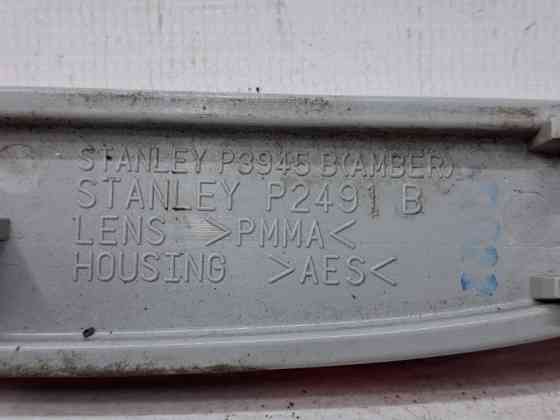 STANLEY P3945 B(AMBER)
STANLEY P2491 B
LENS >PMMA<
HOUSING >AES<